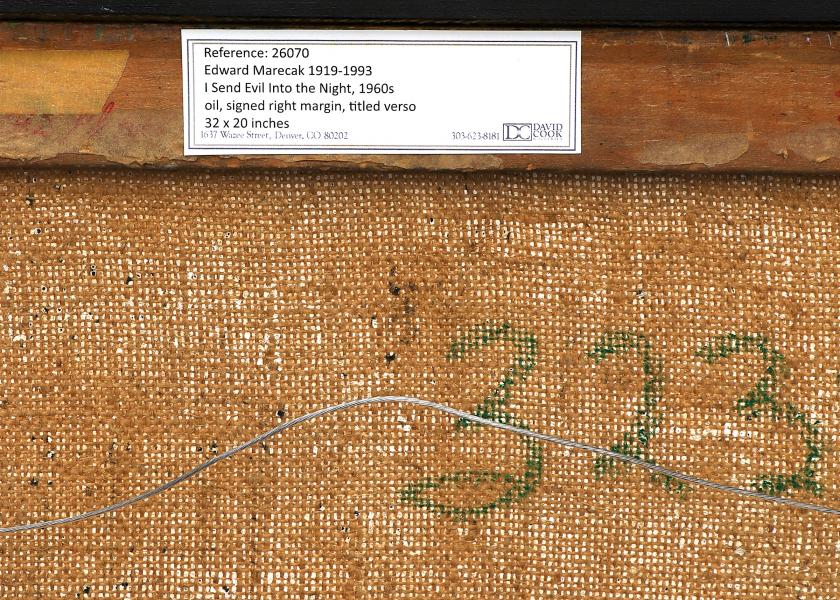 Reference: 26070
Edward Marecak 1919-1993
I Send Evil Into the Night, 1960s
oil, signed right margin, titled verso
32 x 20 inches
1637 Wazee Street, Denver, CO 80202
303-623-8181
DC DAVID COOK
323